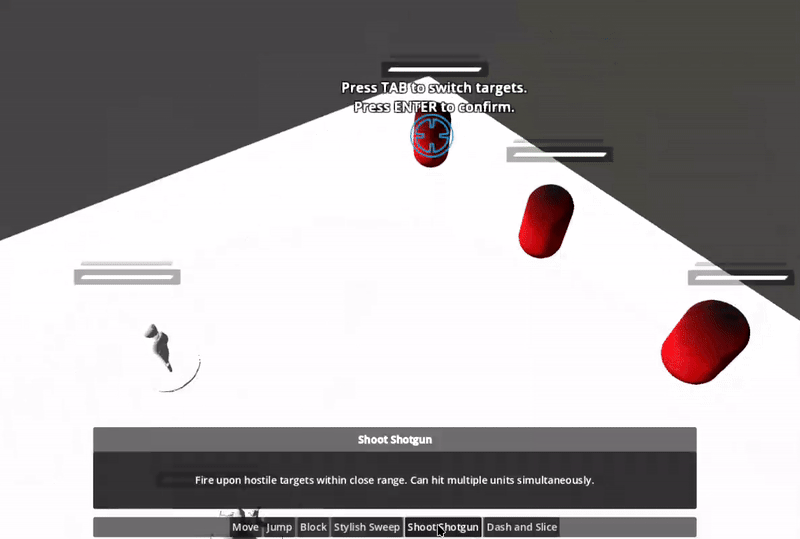 Press TAB to switch targets.
Press ENTER to confirm.
Shoot Shotgun
Fire upon hostile targets within close range. Can hit multiple units simultaneously.
Move Jump Block Stylish Sweep Shoot Shotgun Dash and Slice